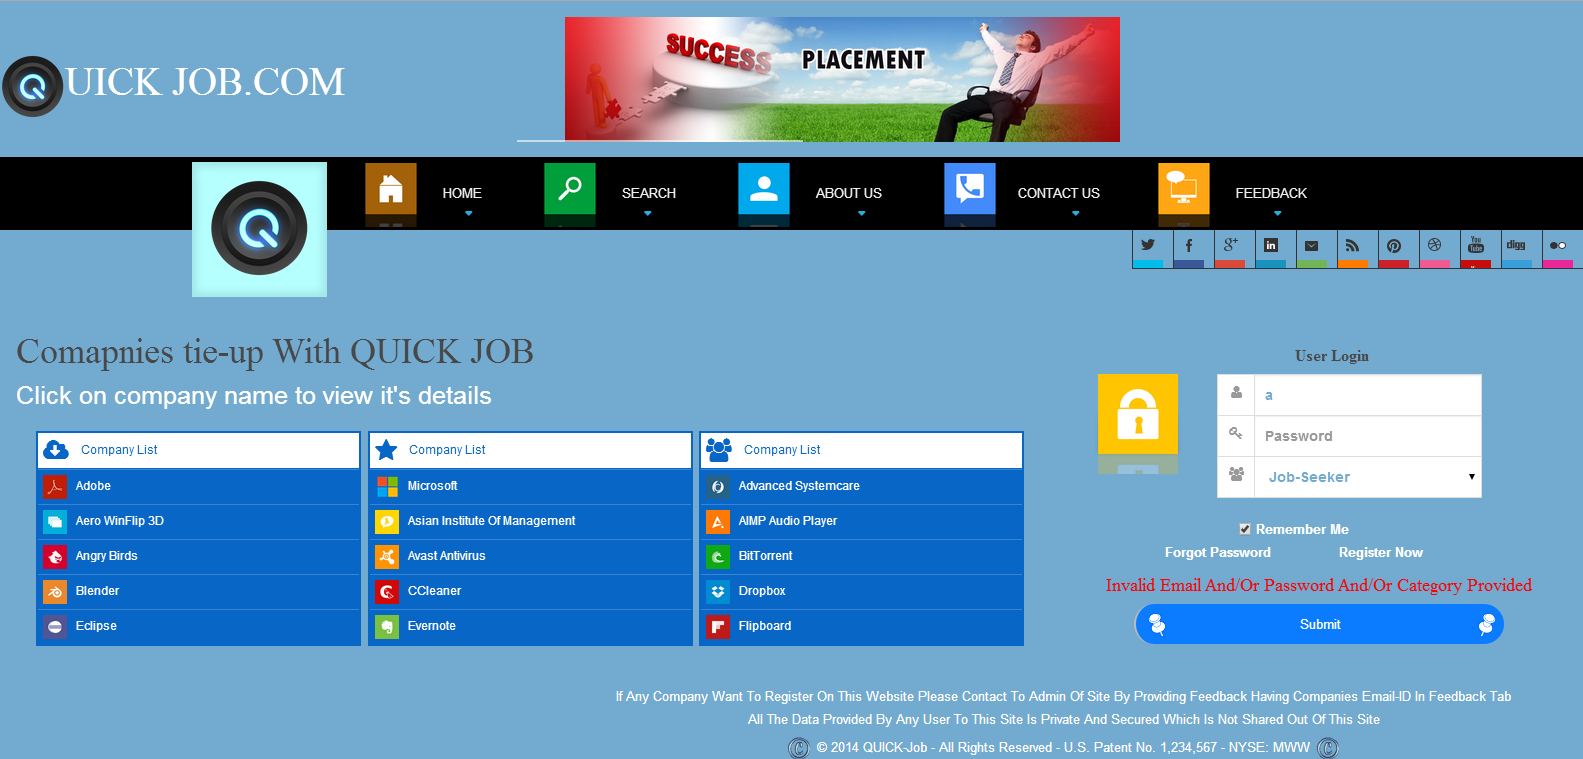 UICK JOB.COM
SUCCESS
PLACEMENT
HOME
SEARCH
ABOUT US
CONTACT US
FEEDBACK
You
Tube
digg
Comapnies tie-up With QUICK JOB
Click on company name to view it's details
Company List
Adobe
Aero WinFlip 3D
Angry Birds
Blender
Eclipse
Company List
Microsoft
Asian Institute Of Management
Avast Antivirus
CCleaner
Evernote
Company List
Advanced Systemcare
AIMP Audio Player
BitTorrent
Dropbox
Flipboard
User Login
a
Password
Job-Seeker
Remember Me
Forgot Password
Register Now
Invalid Email And/Or Password And/Or Category Provided
Submit
If Any Company Want To Register On This Website Please Contact To Admin Of Site By Providing Feedback Having Companies Email-ID In Feedback Tab
All The Data Provided By Any User To This Site Is Private And Secured Which Is Not Shared Out Of This Site
© 2014 QUICK-Job - All Rights Reserved - U.S. Patent No. 1,234,567 - NYSE: MWW ©